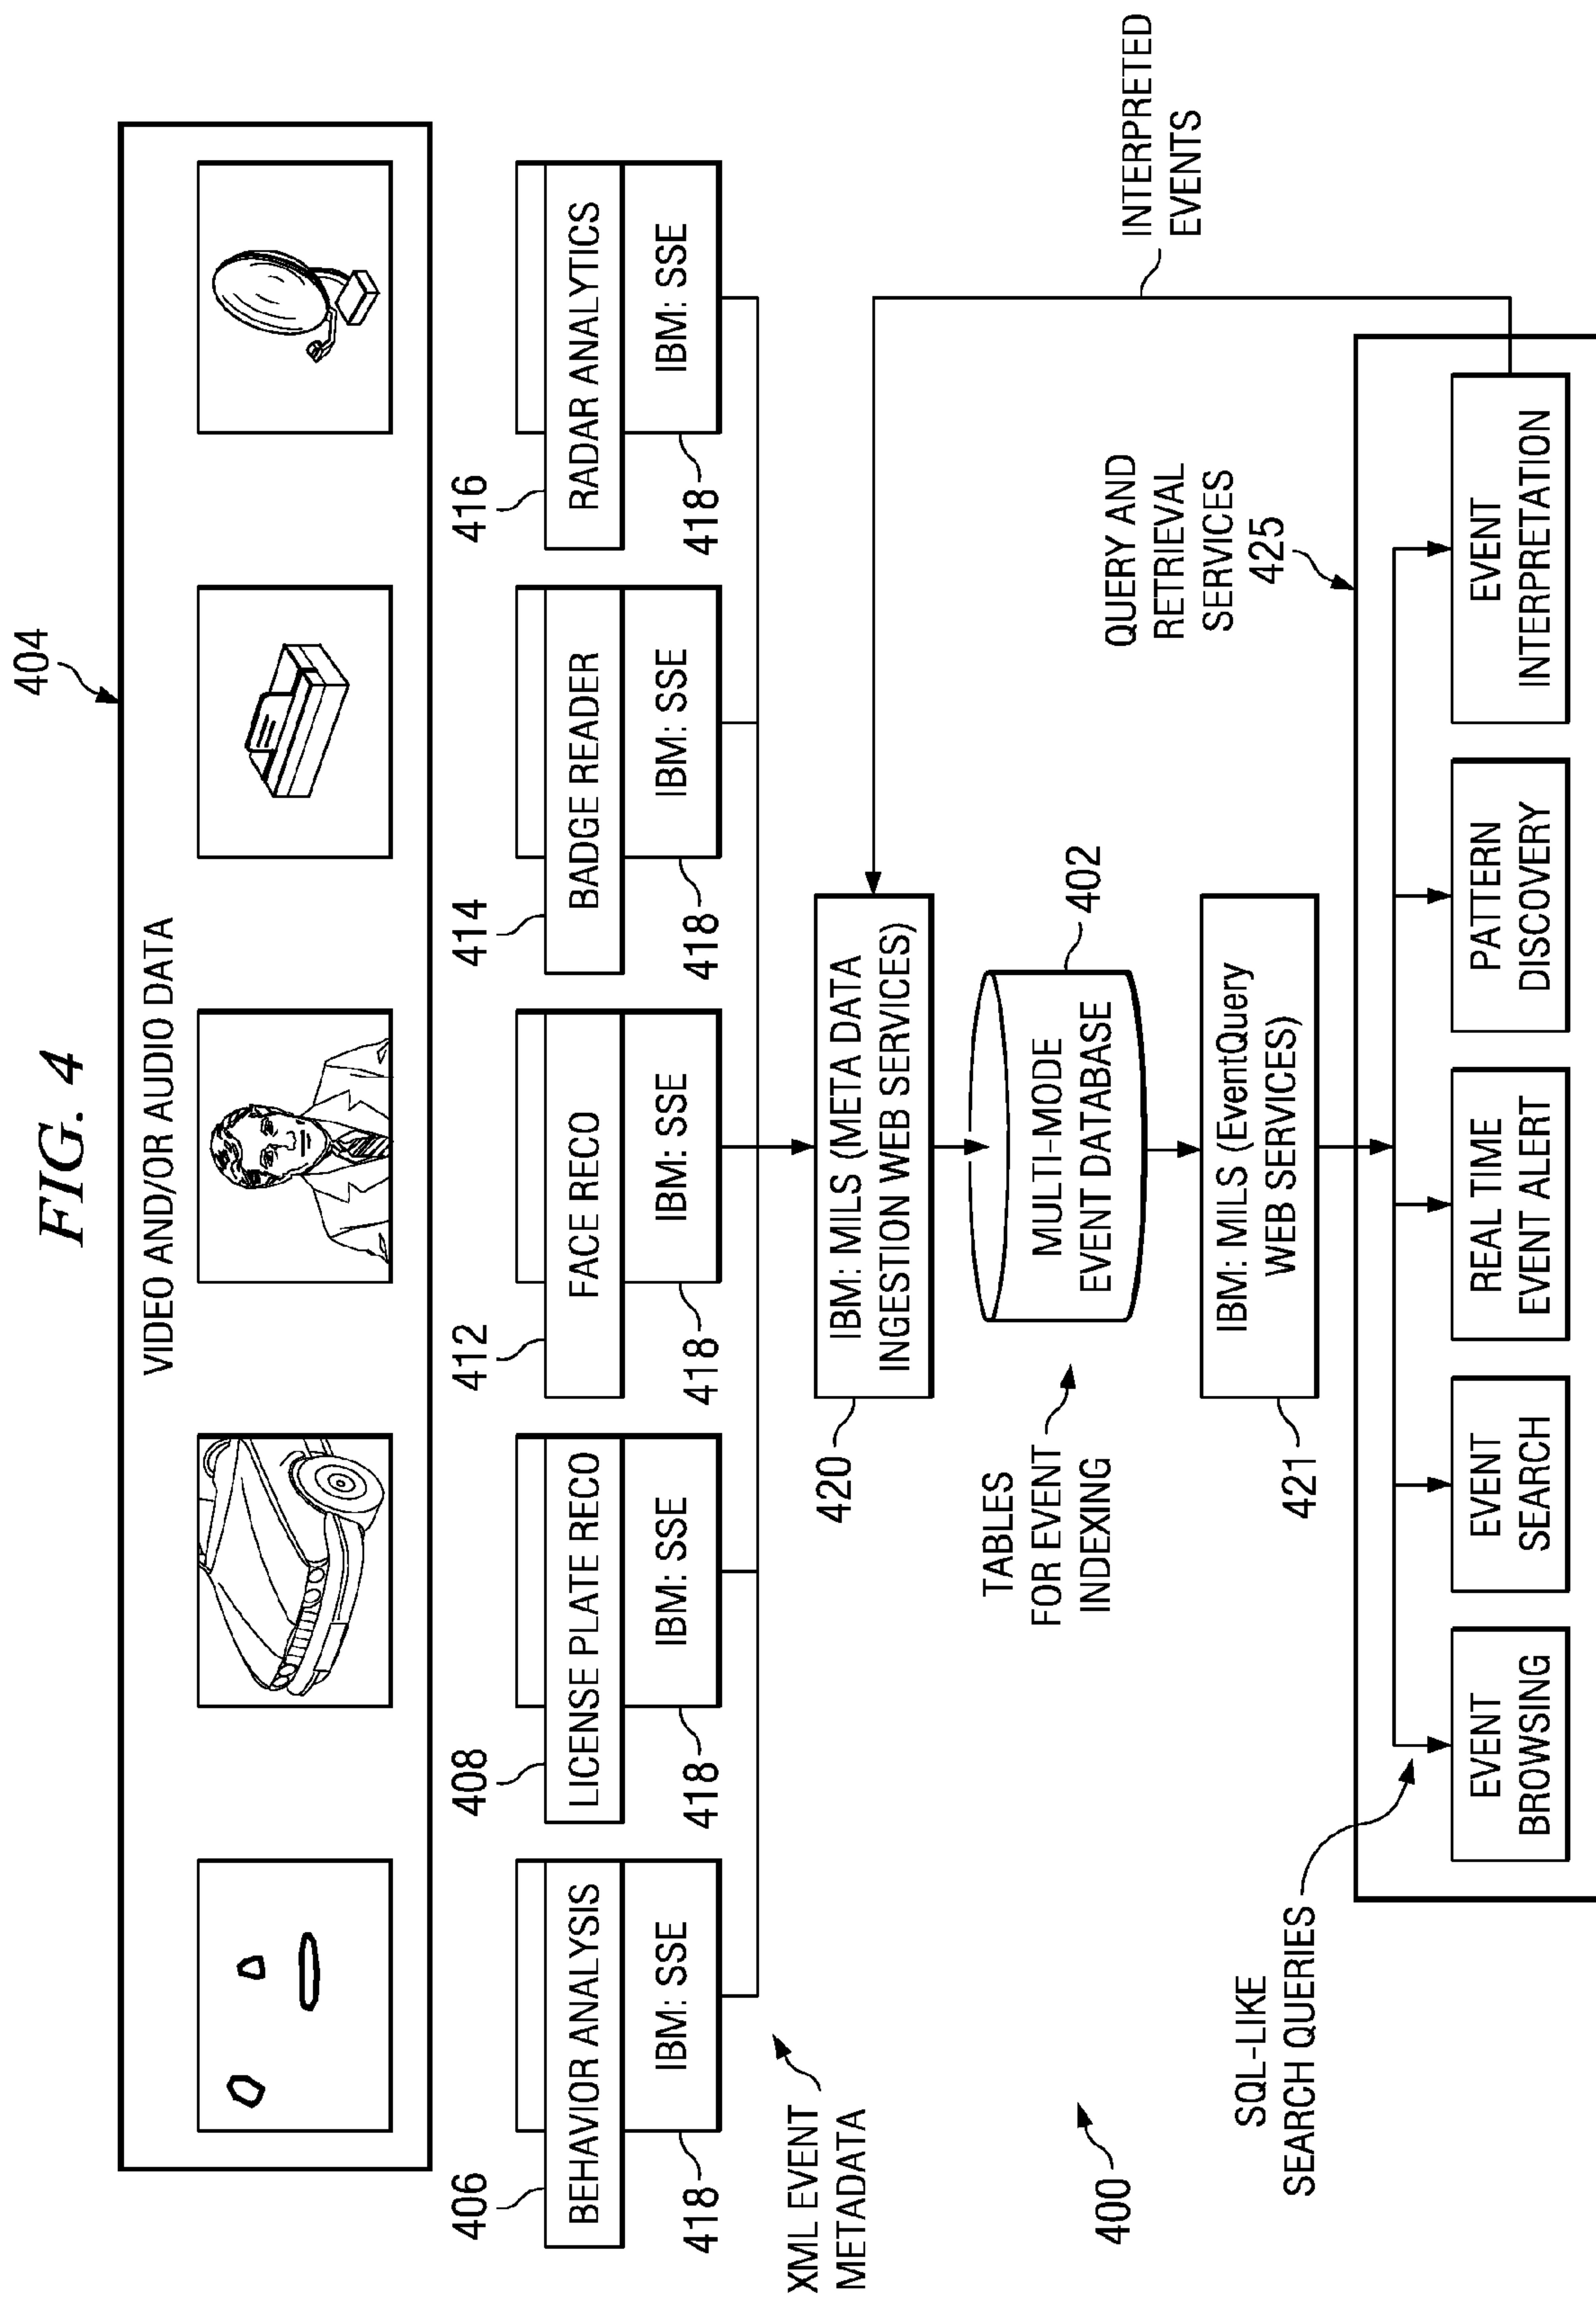 FIG. 4
404
VIDEO AND/OR AUDIO DATA
406
408
412
414
416
BEHAVIOR ANALYSIS
LICENSE PLATE RECO
FACE RECO
BADGE READER
RADAR ANALYTICS
IBM: SSE
IBM: SSE
IBM: SSE
IBM: SSE
IBM: SSE
418
418
418
418
418
XML EVENT
METADATA
420
IBM: MILS (META DATA
INGESTION WEB SERVICES)
INTERPRETED
EVENTS
TABLES
FOR EVENT
INDEXING
MULTI-MODE
EVENT DATABASE
402
400
QUERY AND
RETRIEVAL
SERVICES
425
421
IBM: MILS (EventQuery
WEB SERVICES)
SQL-LIKE
SEARCH QUERIES
EVENT
BROWSING
EVENT
SEARCH
REAL TIME
EVENT ALERT
PATTERN
DISCOVERY
EVENT
INTERPRETATION